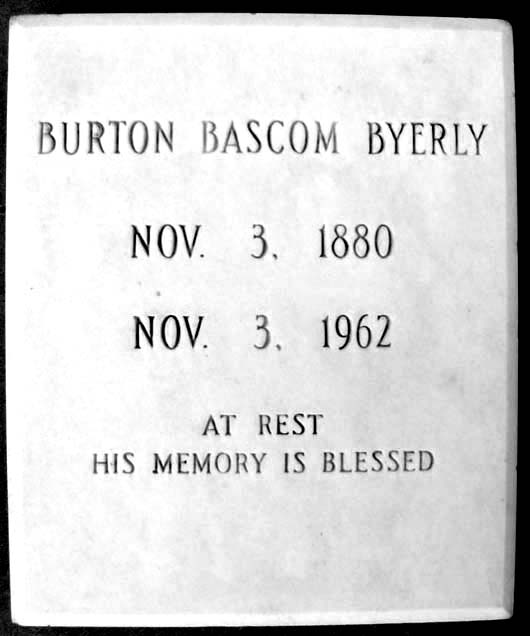 BURTON BASCOM BYERLY
NOV. 3, 1880
NOV. 3, 1962
AT REST
HIS MEMORY IS BLESSED